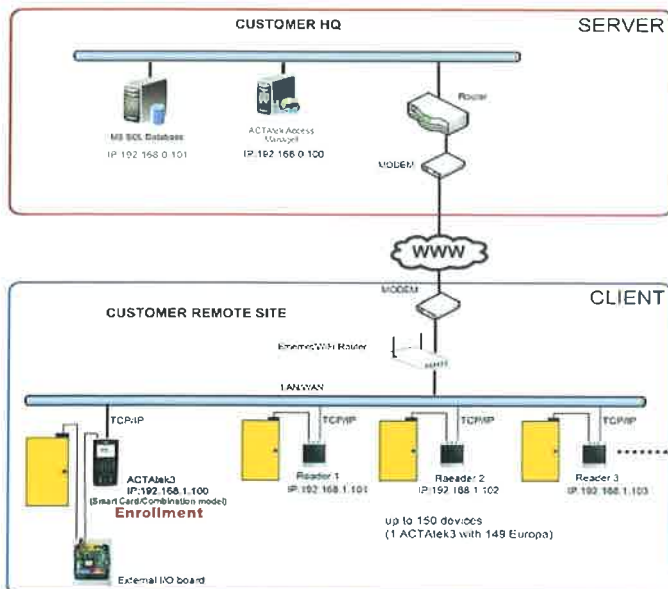 CUSTOMER HQ
SERVER
Router
MS SQL Database
IP:192.168.0.101
ACTAtek Access
Manager
IP:192.168.0.100
MODEM
WWW
MODEM
CLIENT
CUSTOMER REMOTE SITE
Ethernet/WiFi Router
LAN/WAN
TCP/IP
TCP/IP
TCP/IP
TCP/IP
ACTAtek3
IP:192.168.1.100
(Smart Card/Combination model)
Enrollment
Reader 1
IP:192.168.1.101
Raeader 2
IP:192.168.1.102
Reader 3
IP:192.168.1.103
up to 150 devices
(1 ACTAtek3 with 149 Europa)
External I/O board